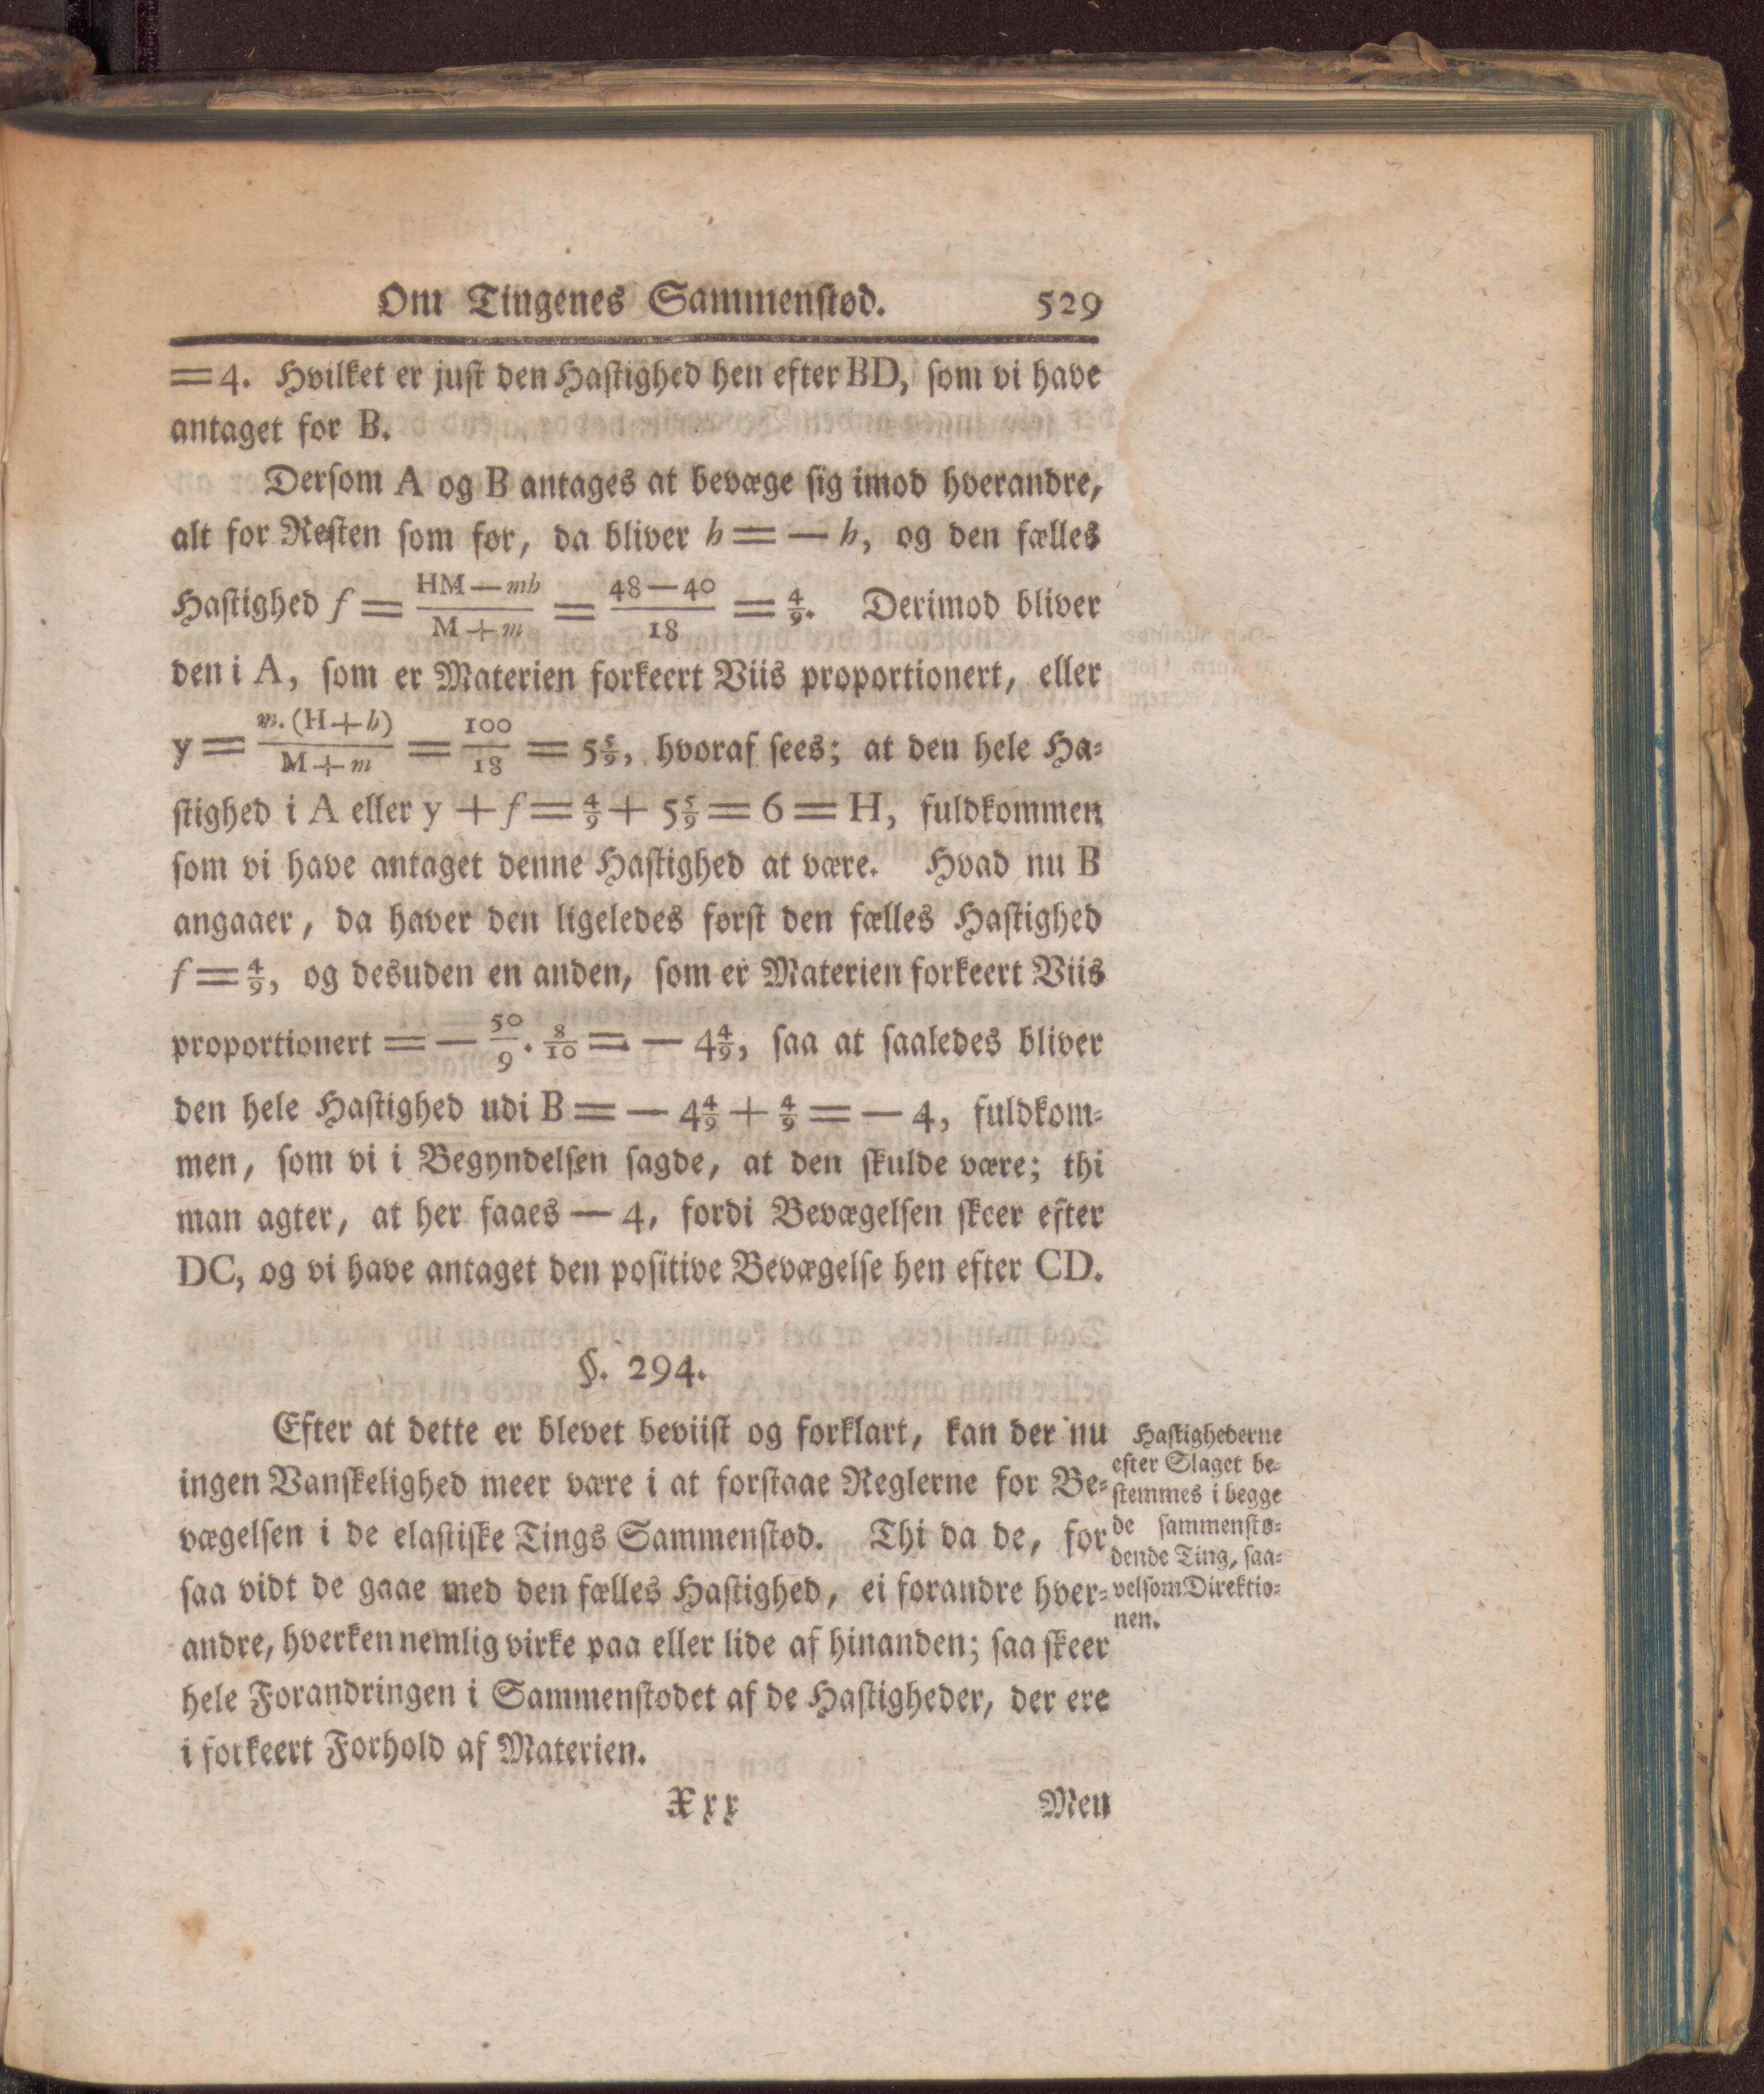 Om Tingenes Sammenstød. 529
= 4. Hvilket er just den Hastighed hen efter BD, som vi have
antaget for B.
Dersom A og B antages at bevæge sig imod hverandre,
alt for Resten som før, da bliver h = — h, og den fælles
Hastighed f = HM — mh / M + m = 48 — 40 / 18 = 4/9. Derimod bliver
den i A, som er Materien forkeert Viis proportionert, eller
y = m. (H + h) / M + m = 100 / 18 = 5 5/9, hvoraf sees; at den hele Ha-
stighed i A eller y + f = 4/9 + 5 5/9 = 6 = H, fuldkommen
som vi have antaget denne Hastighed at være. Hvad nu B
angaaer, da haver den ligeledes først den fælles Hastighed
f = 4/9, og desuden en anden, som er Materien forkeert Viis
proportionert = — 50/9 . 8/10 = — 4 4/9, saa at saaledes bliver
den hele Hastighed udi B = — 4 4/9 + 4/9 = — 4, fuldkom-
men, som vi i Begyndelsen sagde, at den skulde være; thi
man agter, at her faaes — 4, fordi Bevægelsen skeer efter
DC, og vi have antaget den positive Bevægelse hen efter CD.
§. 294.
Efter at dette er blevet beviist og forklart, kan der nu
ingen Vanskelighed meer være i at forstaae Reglerne for Be-
vægelsen i de elastiske Tings Sammenstød. Thi da de, for
saa vidt de gaae med den fælles Hastighed, ei forandre hver-
andre, hverken nemlig virke paa eller lide af hinanden; saa skeer
hele Forandringen i Sammenstødet af de Hastigheder, der ere
i forkeert Forhold af Materien.
Hastighederne
efter Slaget be-
stemmes i begge
de sammenstø-
dende Ting, saa-
velsom Direktio-
nen.
Xxx Men